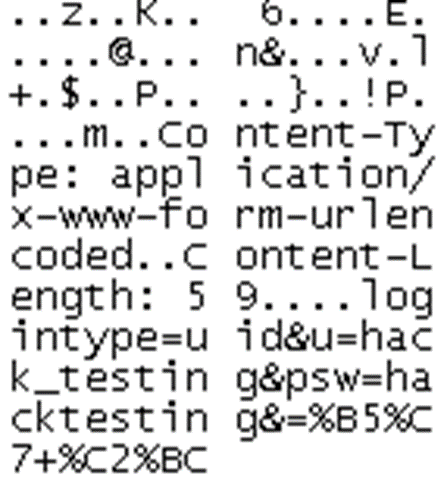 ..z..K.. 6....E.
....@... n&...v.l
+.$..P.. ..}..!P.
...m..Co ntent-Ty
pe: appl ication/
x-www-fo rm-urlen
coded..C ontent-L
ength: 5 9....log
intype=u id&u=hac
k_testin g&psw=ha
cktestin g&=%B5%C
7+%C2%BC